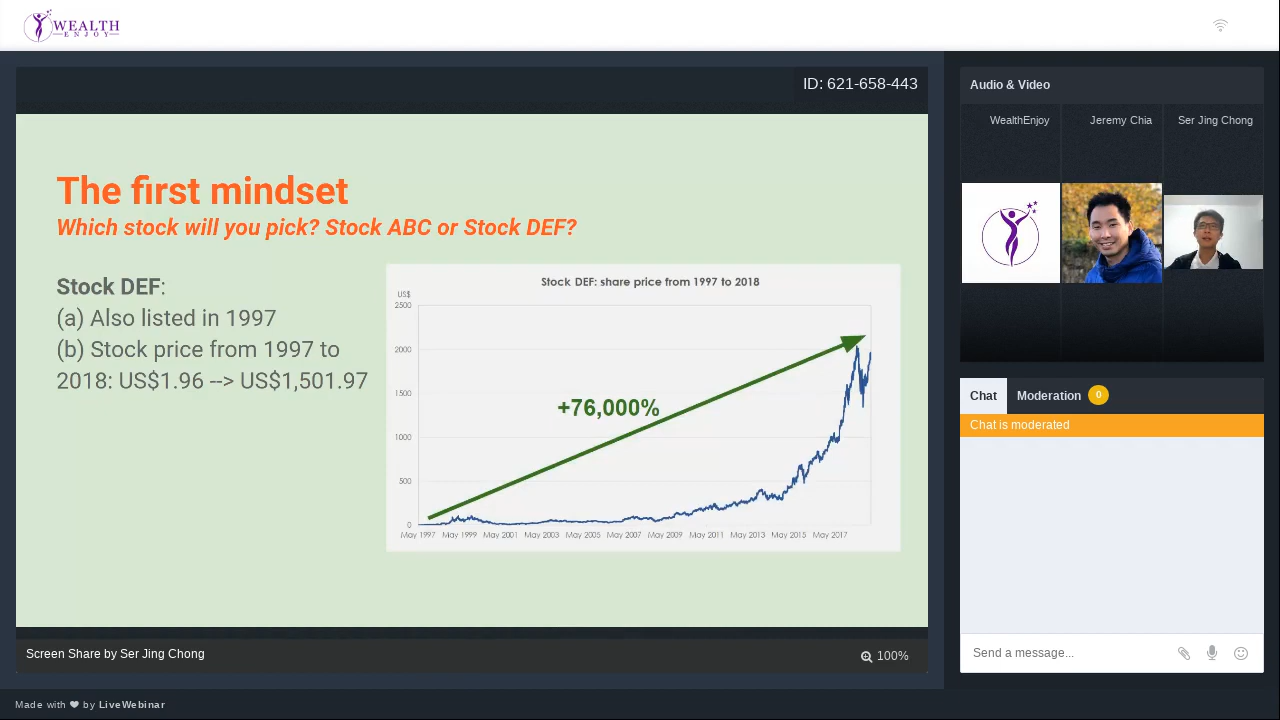 WEALTH
ENJOY
ID: 621-658-443
The first mindset
Which stock will you pick? Stock ABC or Stock DEF?
Stock DEF:
(a) Also listed in 1997
(b) Stock price from 1997 to
2018: US$1.96 --> US$1,501.97
Stock DEF: share price from 1997 to 2018
US$
2500
2000
1500
1000
500
0
+76,000%
May 1997 May 1999 May 2001 May 2003 May 2005 May 2007 May 2009 May 2011 May 2013 May 2015 May 2017
Screen Share by Ser Jing Chong
100%
Audio & Video
WealthEnjoy
Jeremy Chia
Ser Jing Chong
Chat
Moderation 0
Chat is moderated
Send a message...
Made with ❤ by LiveWebinar